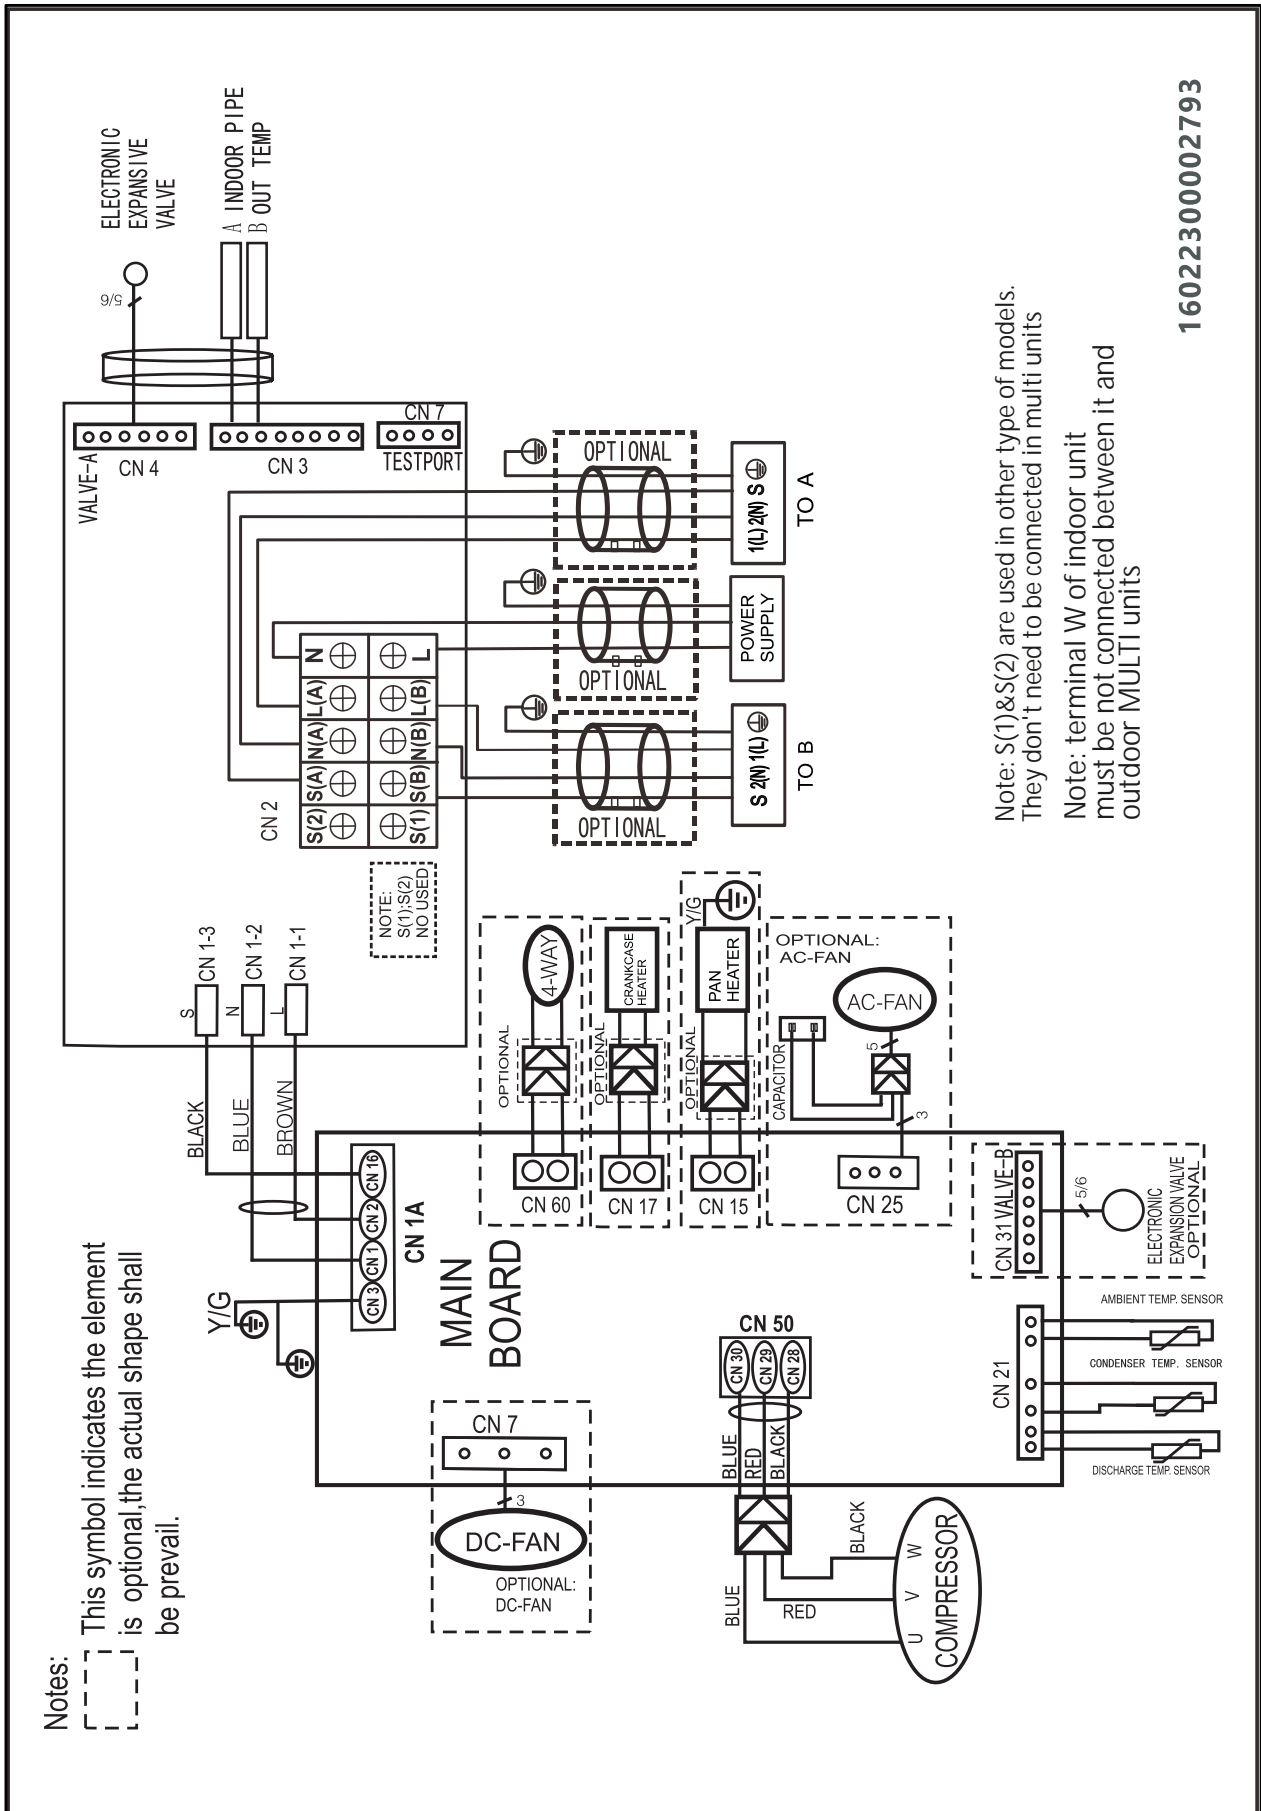 Notes:
This symbol indicates the element
is optional,the actual shape shall
be prevail.
ELECTRONIC
EXPANSIVE
VALVE
5/6
A INDOOR PIPE
B OUT TEMP
VALVE-A
CN 4
CN 3
CN 7
TESTPORT
CN 2
S(2) S(A) N(A) L(A) N
S(1) S(B) N(B) L(B) L
NOTE:
S(1);S(2)
NO USED
S
CN 1-3
N
CN 1-2
L
CN 1-1
BLACK
BLUE
BROWN
Y/G
CN 3
CN 1
CN 2
CN 16
CN 1A
MAIN
BOARD
OPTIONAL
1(L) 2(N) S
TO A
OPTIONAL
POWER
SUPPLY
OPTIONAL
S 2(N) 1(L)
TO B
4-WAY
OPTIONAL
CN 60
CRANKCASE
HEATER
OPTIONAL
CN 17
Y/G
PAN
HEATER
OPTIONAL
CN 15
OPTIONAL:
AC-FAN
AC-FAN
CAPACITOR
5
3
CN 25
CN 31 VALVE-B
5/6
ELECTRONIC
EXPANSION VALVE
OPTIONAL
CN 21
AMBIENT TEMP. SENSOR
CONDENSER TEMP. SENSOR
DISCHARGE TEMP. SENSOR
CN 7
3
DC-FAN
OPTIONAL:
DC-FAN
CN 50
CN 30
CN 29
CN 28
BLUE
RED
BLACK
BLUE
RED
BLACK
U
V
W
COMPRESSOR
Note: S(1)&S(2) are used in other type of models.
They don't need to be connected in multi units
Note: terminal W of indoor unit
must be not connected between it and
outdoor MULTI units
16022300002793